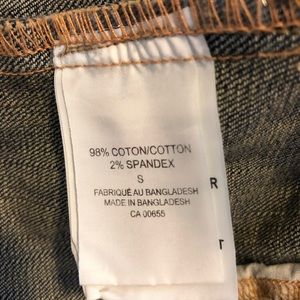 98% COTON/COTTON
2% SPANDEX
S
FABRIQUÉ AU BANGLADESH
MADE IN BANGLADESH
CA 00655
R
T